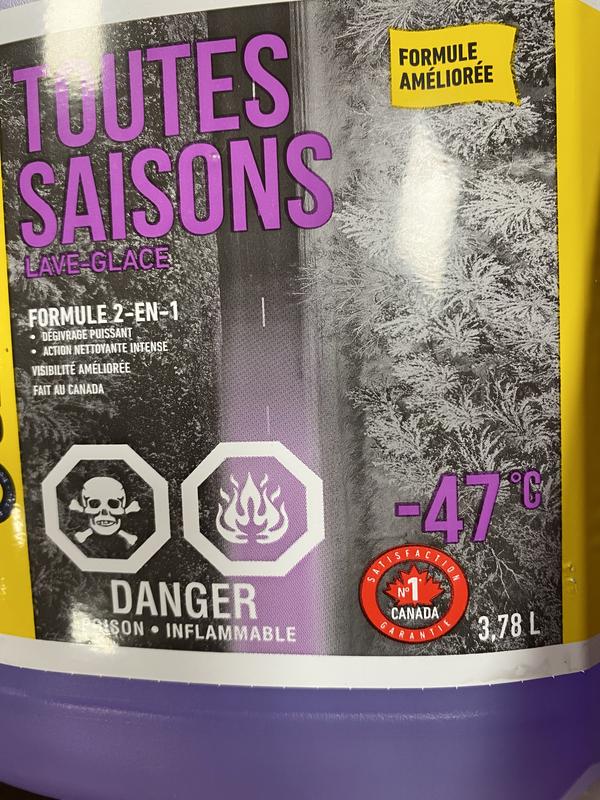 TOUTES
SAISONS
LAVE-GLACE
FORMULE
AMÉLIORÉE
FORMULE 2-EN-1
• DÉGIVRAGE PUISSANT
• ACTION NETTOYANTE INTENSE
VISIBILITÉ AMÉLIORÉE
FAIT AU CANADA
-47°C
DANGER
POISON • INFLAMMABLE
SATISFACTION
N° 1
CANADA
GARANTIE
3,78 L